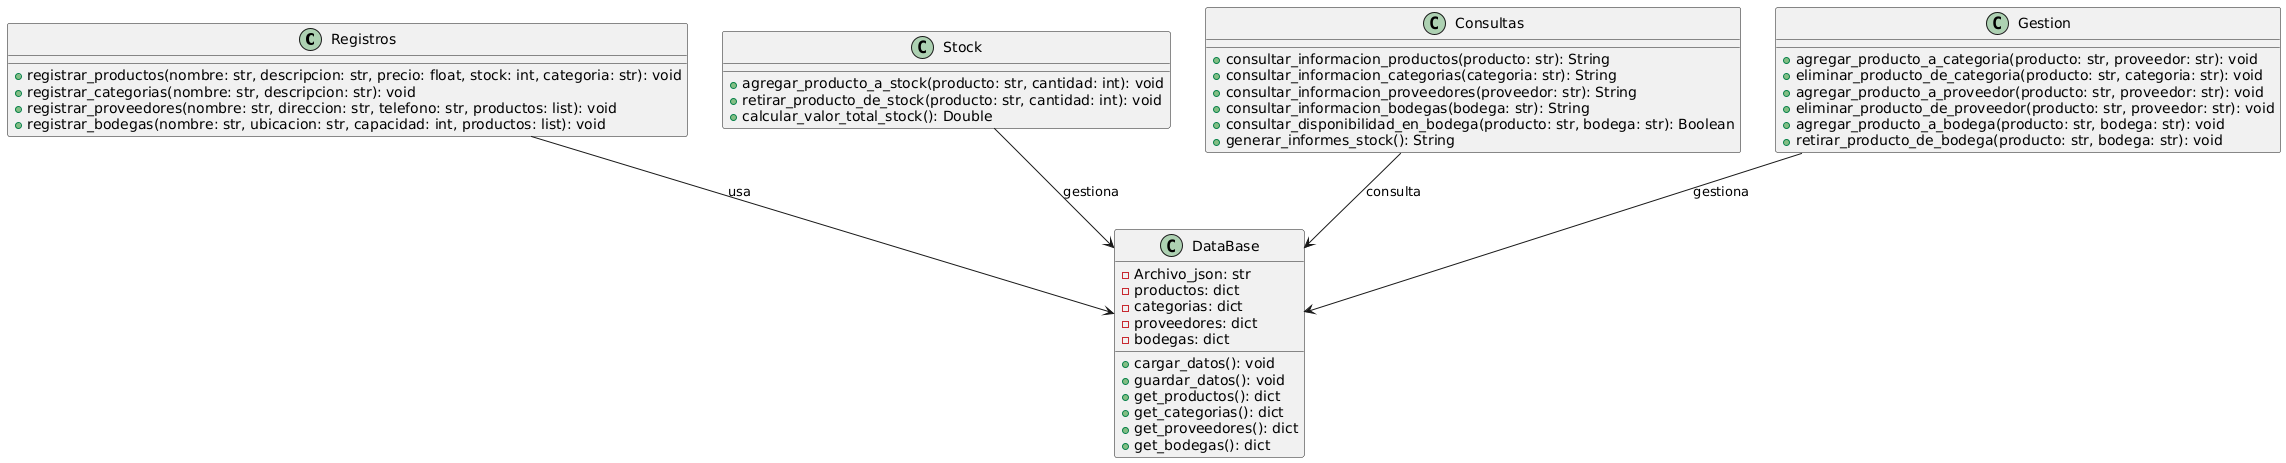 C Registros
registrar_productos(nombre: str, descripcion: str, precio: float, stock: int, categoria: str): void
registrar_categorias(nombre: str, descripcion: str): void
registrar_proveedores(nombre: str, direccion: str, telefono: str, productos: list): void
registrar_bodegas(nombre: str, ubicacion: str, capacidad: int, productos: list): void
C Stock
agregar_producto_a_stock(producto: str, cantidad: int): void
retirar_producto_de_stock(producto: str, cantidad: int): void
calcular_valor_total_stock(): Double
C Consultas
consultar_informacion_productos(producto: str): String
consultar_informacion_categorias(categoria: str): String
consultar_informacion_proveedores(proveedor: str): String
consultar_informacion_bodegas(bodega: str): String
consultar_disponibilidad_en_bodega(producto: str, bodega: str): Boolean
generar_informes_stock(): String
C Gestion
agregar_producto_a_categoria(producto: str, proveedor: str): void
eliminar_producto_de_categoria(producto: str, categoria: str): void
agregar_producto_a_proveedor(producto: str, proveedor: str): void
eliminar_producto_de_proveedor(producto: str, proveedor: str): void
agregar_producto_a_bodega(producto: str, bodega: str): void
retirar_producto_de_bodega(producto: str, bodega: str): void
usa
gestiona
consulta
gestiona
C DataBase
Archivo_json: str
productos: dict
categorias: dict
proveedores: dict
bodegas: dict
cargar_datos(): void
guardar_datos(): void
get_productos(): dict
get_categorias(): dict
get_proveedores(): dict
get_bodegas(): dict